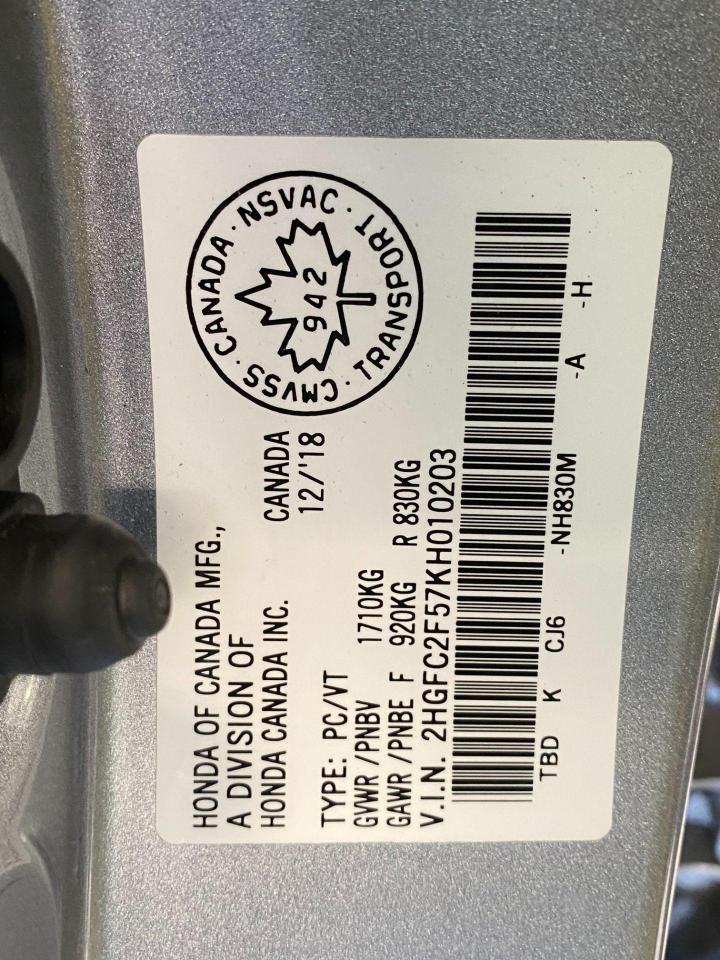 HONDA OF CANADA MFG.,
A DIVISION OF
HONDA CANADA INC. CANADA
12/'18
TYPE: PC/VT
GVWR /PNBV 1710KG
GAWR /PNBE F 920KG R 830KG
V.I.N. 2HGFC2F57KH010203
CMVSS · CANADA · NSVAC · TRANSPORT ·
942
TBD K CJ6 -NH830M -A -H